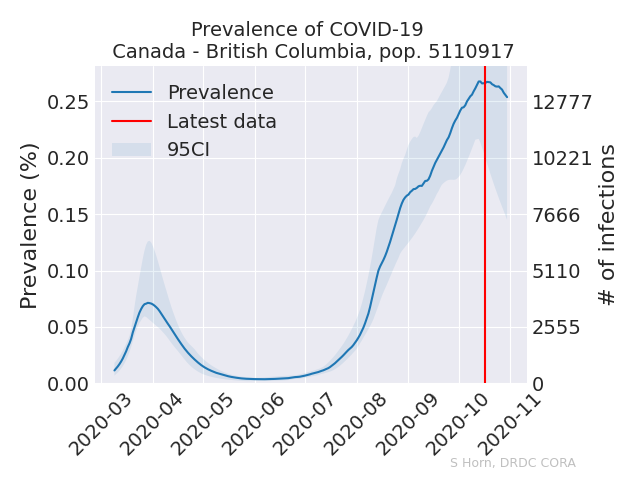 Prevalence of COVID-19
Canada - British Columbia, pop. 5110917
Prevalence
Latest data
95CI
Prevalence (%)
0.25
0.20
0.15
0.10
0.05
0.00
12777
10221
7666
5110
2555
0
# of infections
2020-03
2020-04
2020-05
2020-06
2020-07
2020-08
2020-09
2020-10
2020-11
S Horn, DRDC CORA